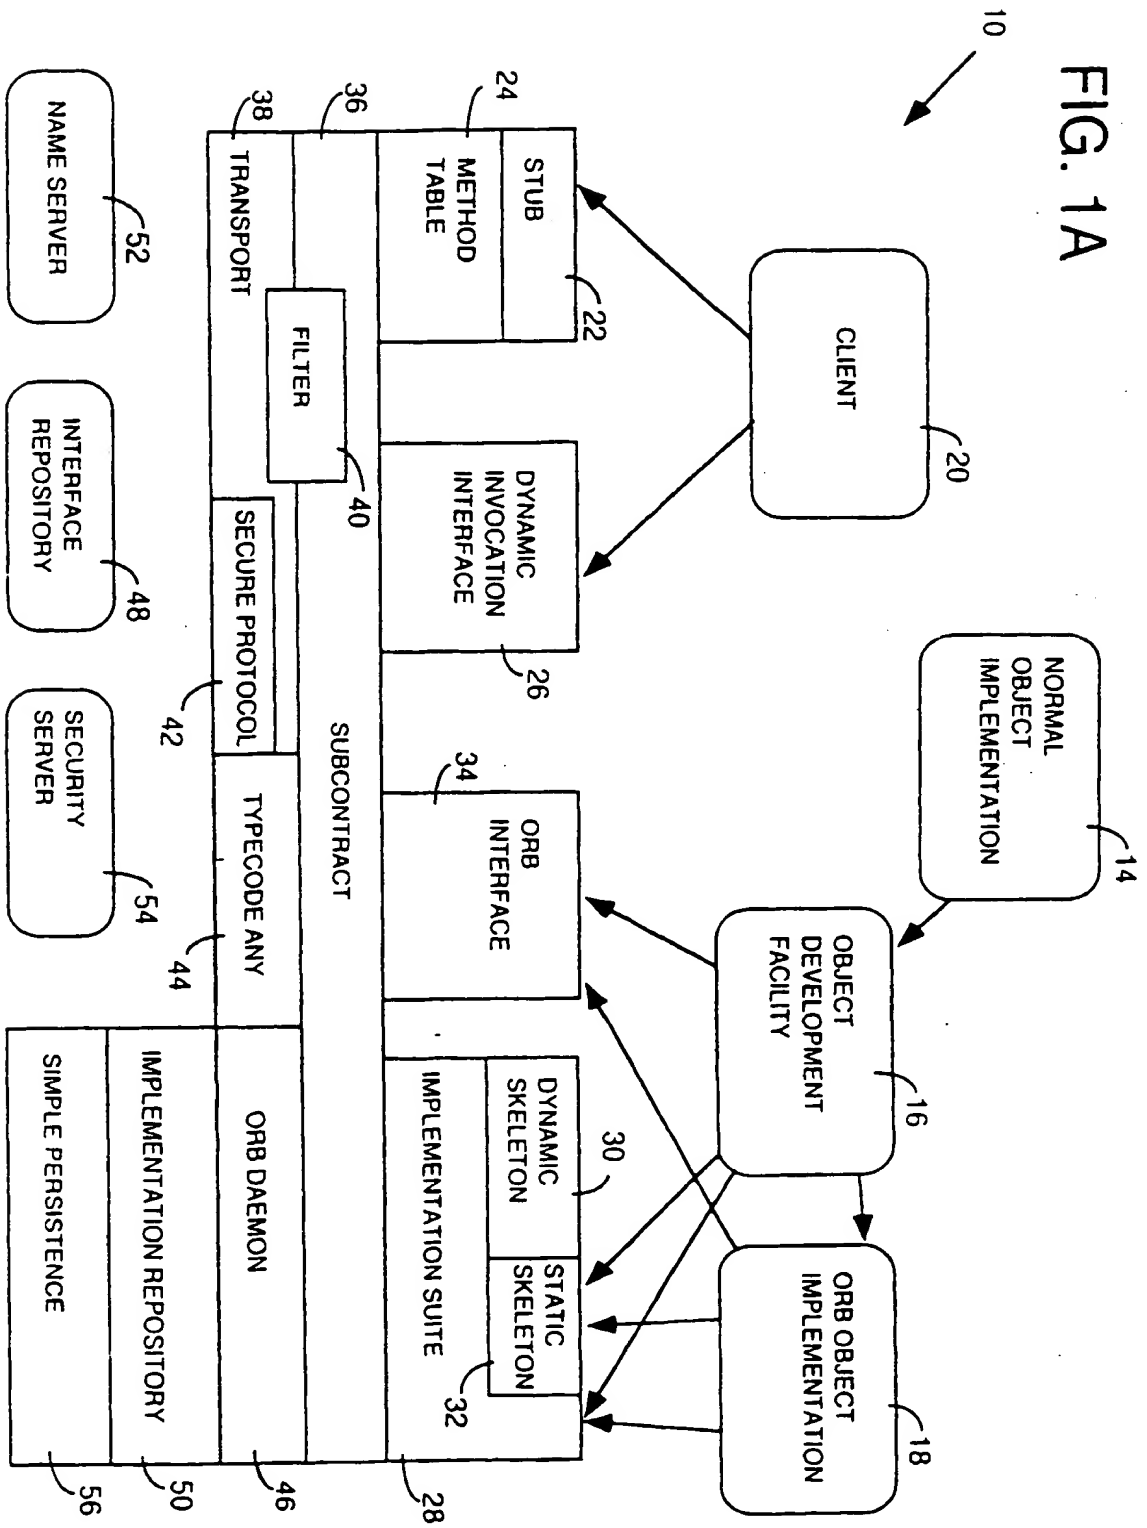 FIG. 1A
10
CLIENT
20
NORMAL
OBJECT
IMPLEMENTATION
14
OBJECT
DEVELOPMENT
FACILITY
16
ORB OBJECT
IMPLEMENTATION
18
STUB
22
METHOD
TABLE
24
DYNAMIC
INVOCATION
INTERFACE
26
ORB
INTERFACE
34
DYNAMIC
SKELETON
30
STATIC
SKELETON
32
IMPLEMENTATION SUITE
28
36
SUBCONTRACT
FILTER
40
38
TRANSPORT
SECURE PROTOCOL
42
TYPECODE ANY
44
ORB DAEMON
46
IMPLEMENTATION REPOSITORY
50
SIMPLE PERSISTENCE
56
NAME SERVER
52
INTERFACE
REPOSITORY
48
SECURITY
SERVER
54